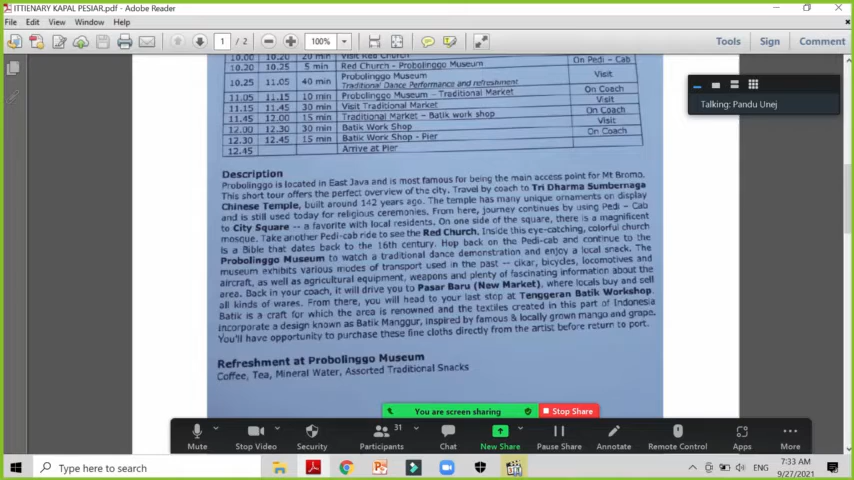 ITTIENARY KAPAL PESIAR.pdf - Adobe Reader
File Edit View Window Help
1 / 2 100% Tools Sign Comment
10.00 10.20 20 min Visit Red Church
10.20 10.25 5 min Red Church - Probolinggo Museum On Pedi - Cab
10.25 11.05 40 min Probolinggo Museum Visit
Traditional Dance Performance and refreshment
11.05 11.15 10 min Probolinggo Museum - Traditional Market On Coach
11.15 11.45 30 min Visit Traditional Market Visit
11.45 12.00 15 min Traditional Market - Batik work shop On Coach
12.00 12.30 30 min Batik Work Shop Visit
12.30 12.45 15 min Batik Work Shop - Pier On Coach
12.45 Arrive at Pier
Talking: Pandu Unej
Description
Probolinggo is located in East Java and is most famous for being the main access point for Mt Bromo.
This short tour offers the perfect overview of the city. Travel by coach to Tri Dharma Sumbernaga
Chinese Temple, built around 142 years ago. The temple has many unique ornaments on display
and is still used today for religious ceremonies. From here, journey continues by using Pedi - Cab
to City Square -- a favorite with local residents. On one side of the square, there is a magnificent
mosque. Take another Pedi-cab ride to see the Red Church. Inside this eye-catching, colorful church
is a Bible that dates back to the 16th century. Hop back on the Pedi-cab and continue to the
Probolinggo Museum to watch a traditional dance demonstration and enjoy a local snack. The
museum exhibits various modes of transport used in the past -- cikar, bicycles, locomotives and
aircraft, as well as agricultural equipment, weapons and plenty of fascinating information about the
area. Back in your coach, it will drive you to Pasar Baru (New Market), where locals buy and sell
all kinds of wares. From there, you will head to your last stop at Tenggeran Batik Workshop.
Batik is a craft for which the area is renowned and the textiles created in this part of Indonesia
incorporate a design known as Batik Manggur, inspired by famous & locally grown mango and grape.
You'll have opportunity to purchase these fine cloths directly from the artist before return to port.
Refreshment at Probolinggo Museum
Coffee, Tea, Mineral Water, Assorted Traditional Snacks
You are screen sharing Stop Share
31
Mute Stop Video Security Participants Chat New Share Pause Share Annotate Remote Control Apps More
Type here to search
ENG 7:33 AM
9/27/2021